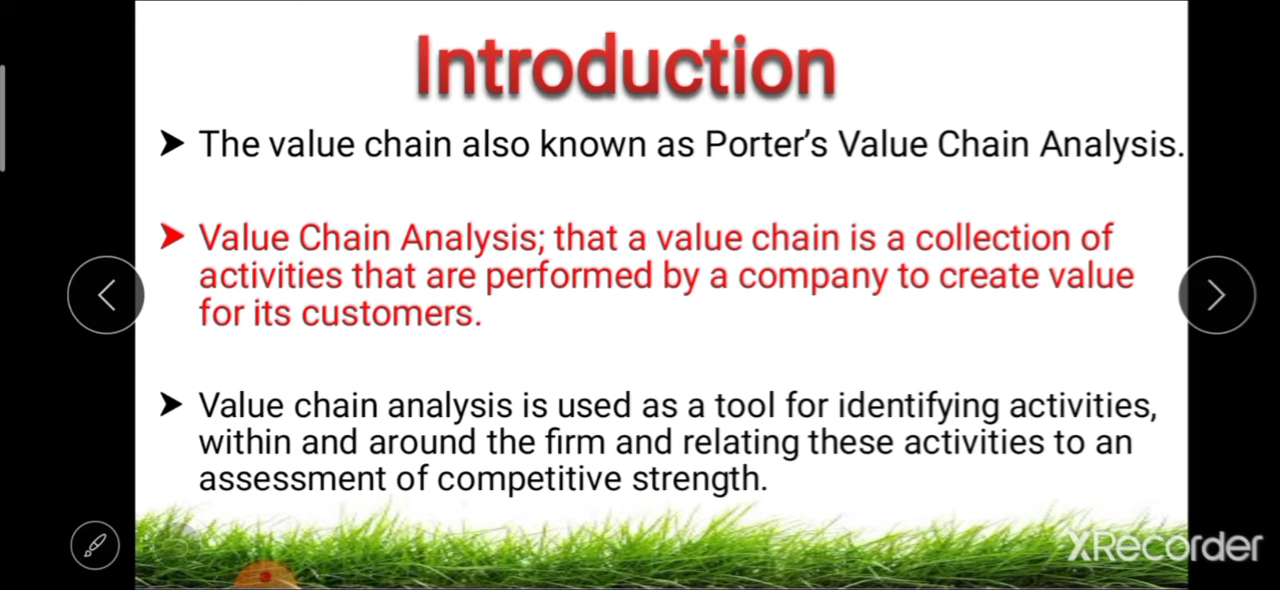 Introduction
The value chain also known as Porter's Value Chain Analysis.
Value Chain Analysis; that a value chain is a collection of
activities that are performed by a company to create value
for its customers.
Value chain analysis is used as a tool for identifying activities,
within and around the firm and relating these activities to an
assessment of competitive strength.
XRecorder